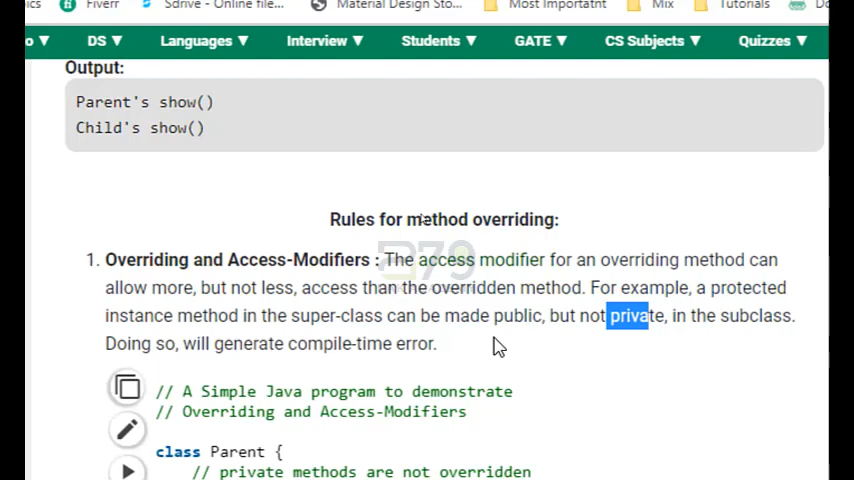 ics Fiverr Sdrive - Online file... Material Design Sto... Most Importatnt Mix Tutorials Do
o ▼ DS ▼ Languages ▼ Interview ▼ Students ▼ GATE ▼ CS Subjects ▼ Quizzes ▼
Output:
Parent's show()
Child's show()
Rules for method overriding:
1. Overriding and Access-Modifiers : The access modifier for an overriding method can
allow more, but not less, access than the overridden method. For example, a protected
instance method in the super-class can be made public, but not private, in the subclass.
Doing so, will generate compile-time error.
// A Simple Java program to demonstrate
// Overriding and Access-Modifiers
class Parent {
// private methods are not overridden